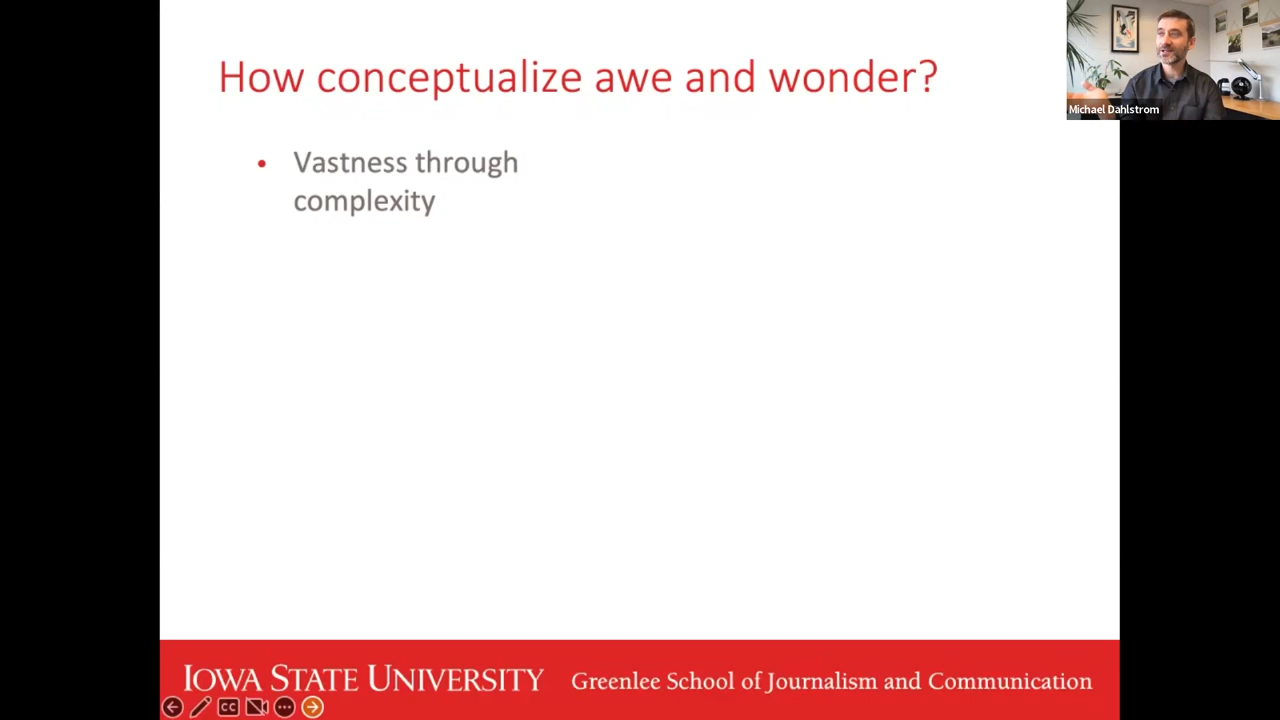 How conceptualize awe and wonder?
Michael Dahlstrom
• Vastness through
complexity
IOWA STATE UNIVERSITY Greenlee School of Journalism and Communication
CC